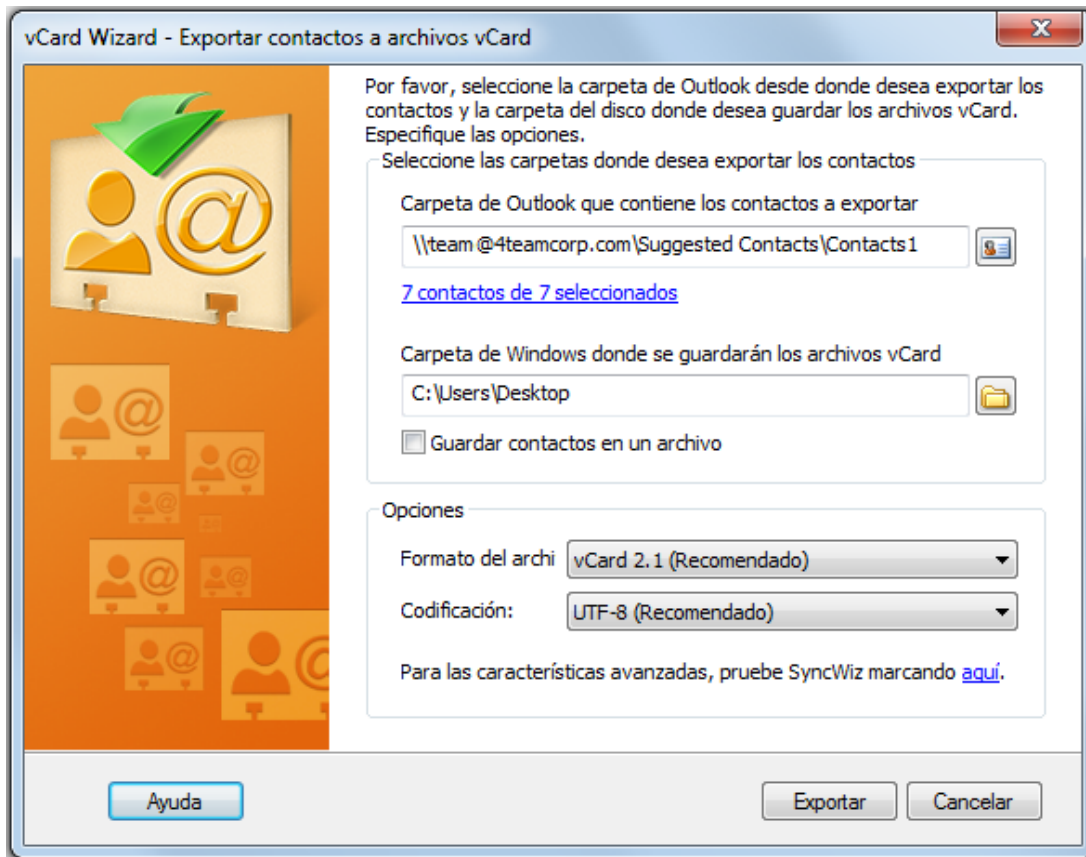 vCard Wizard - Exportar contactos a archivos vCard
Por favor, seleccione la carpeta de Outlook desde donde desea exportar los
contactos y la carpeta del disco donde desea guardar los archivos vCard.
Especifique las opciones.
Seleccione las carpetas donde desea exportar los contactos
Carpeta de Outlook que contiene los contactos a exportar
\\team@4teamcorp.com\Suggested Contacts\Contacts1
7 contactos de 7 seleccionados
Carpeta de Windows donde se guardarán los archivos vCard
C:\Users\Desktop
Guardar contactos en un archivo
Opciones
Formato del archi vCard 2.1 (Recomendado)
Codificación: UTF-8 (Recomendado)
Para las características avanzadas, pruebe SyncWiz marcando aquí.
Ayuda Exportar Cancelar